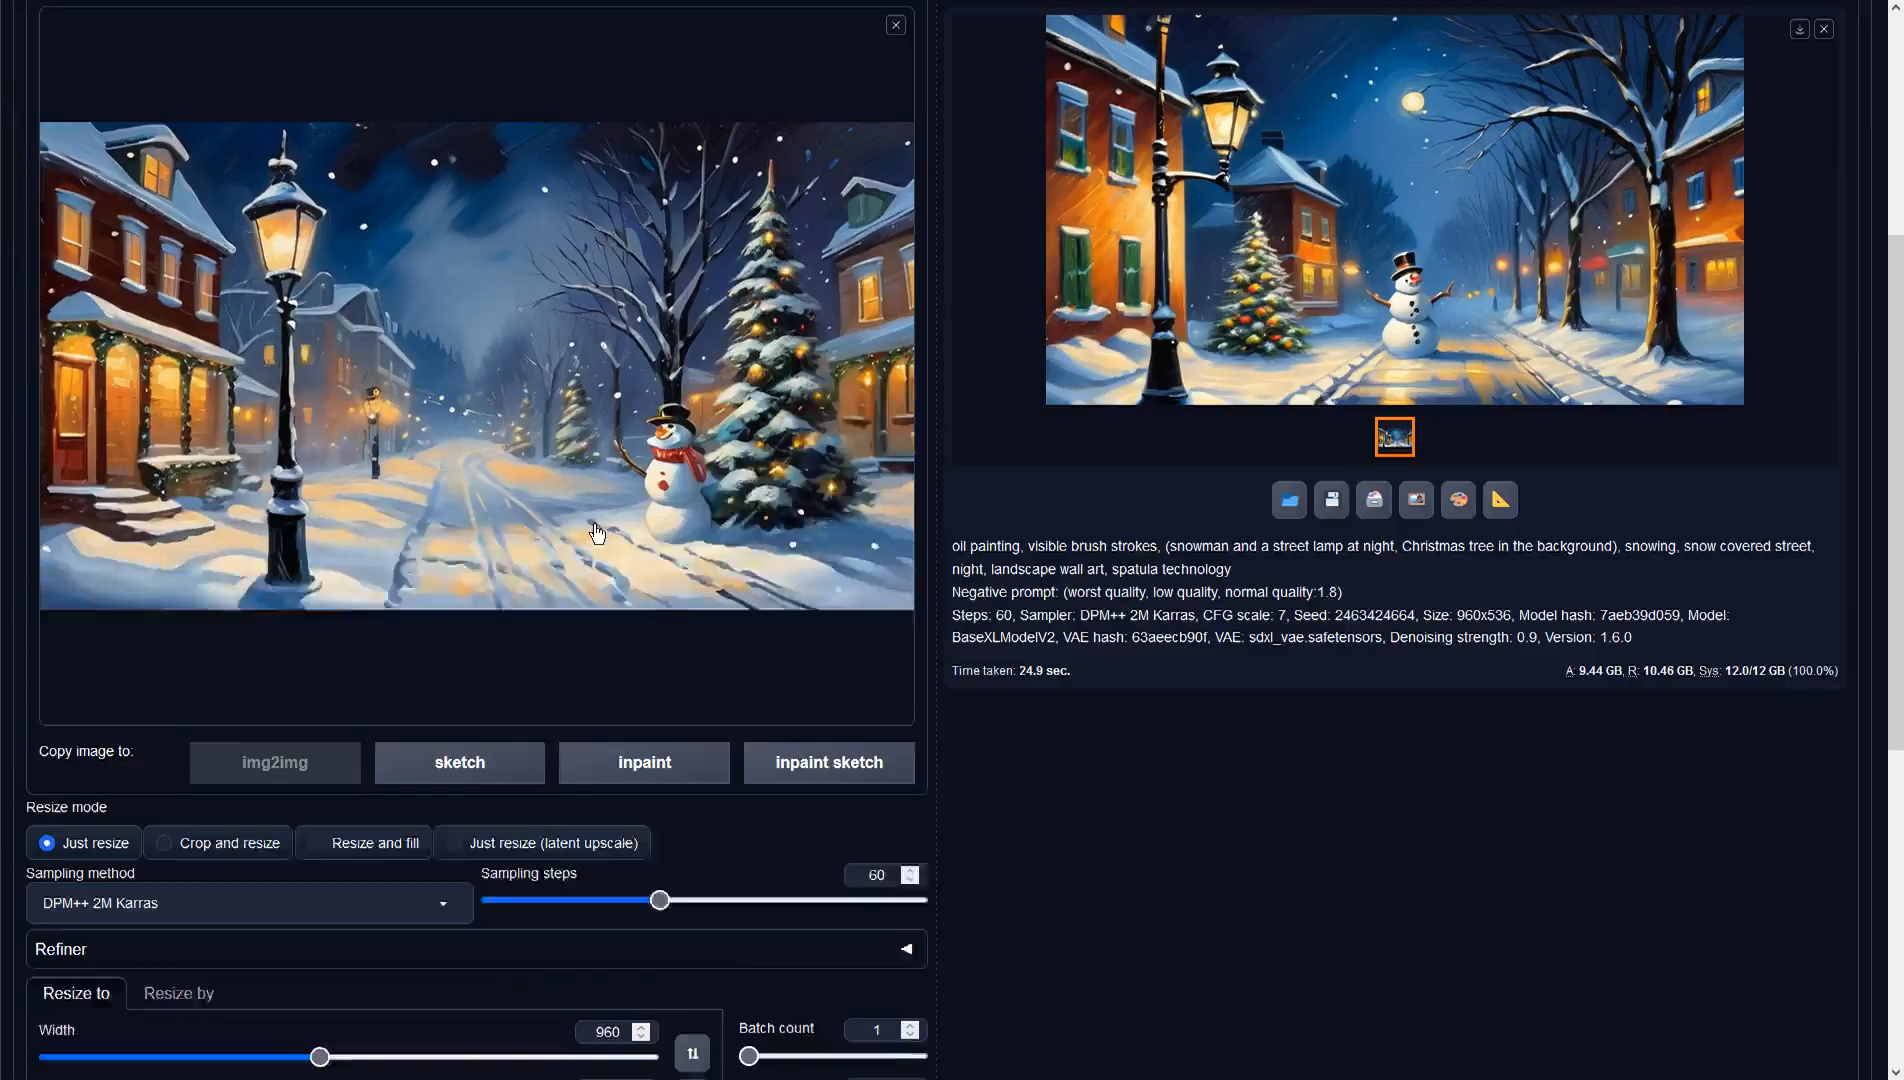 oil painting, visible brush strokes, (snowman and a street lamp at night, Christmas tree in the background), snowing, snow covered street,
night, landscape wall art, spatula technology
Negative prompt: (worst quality, low quality, normal quality:1.8)
Steps: 60, Sampler: DPM++ 2M Karras, CFG scale: 7, Seed: 2463424664, Size: 960x536, Model hash: 7aeb39d059, Model:
BaseXLModelV2, VAE hash: 63aeecb90f, VAE: sdxl_vae.safetensors, Denoising strength: 0.9, Version: 1.6.0
Time taken: 24.9 sec.
A: 9.44 GB, R: 10.46 GB, Sys: 12.0/12 GB (100.0%)
Copy image to:
img2img
sketch
inpaint
inpaint sketch
Resize mode
Just resize
Crop and resize
Resize and fill
Just resize (latent upscale)
Sampling method
Sampling steps
60
DPM++ 2M Karras
Refiner
Resize to
Resize by
Width
960
Batch count
1